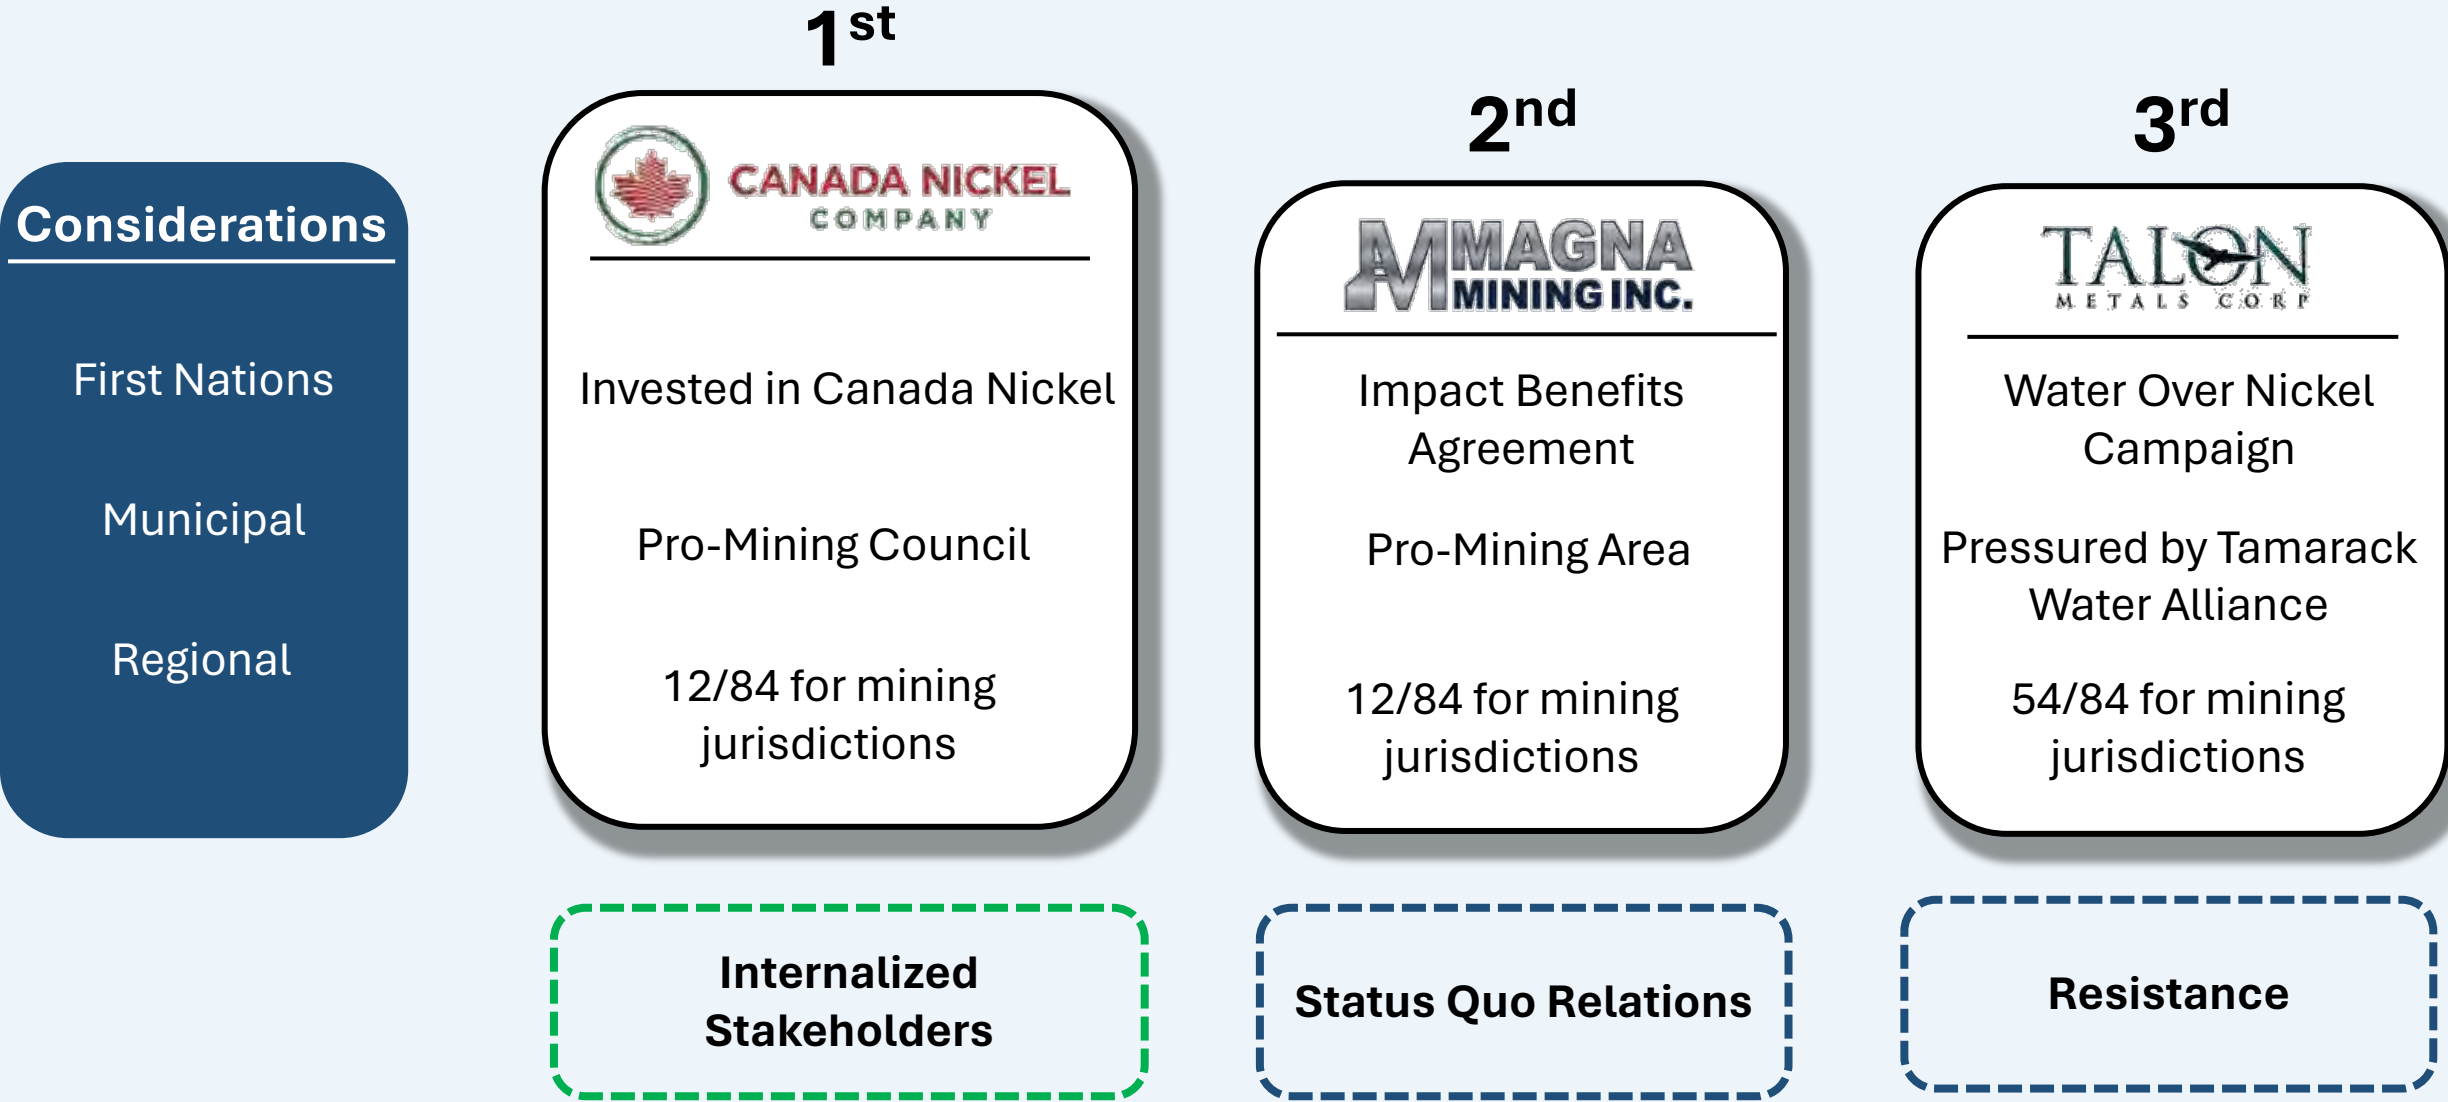 Considerations
First Nations
Municipal
Regional
1st
CANADA NICKEL
COMPANY
Invested in Canada Nickel
Pro-Mining Council
12/84 for mining
jurisdictions
Internalized
Stakeholders
2nd
MAGNA
MINING INC.
Impact Benefits
Agreement
Pro-Mining Area
12/84 for mining
jurisdictions
Status Quo Relations
3rd
TALON
METALS CORP
Water Over Nickel
Campaign
Pressured by Tamarack
Water Alliance
54/84 for mining
jurisdictions
Resistance